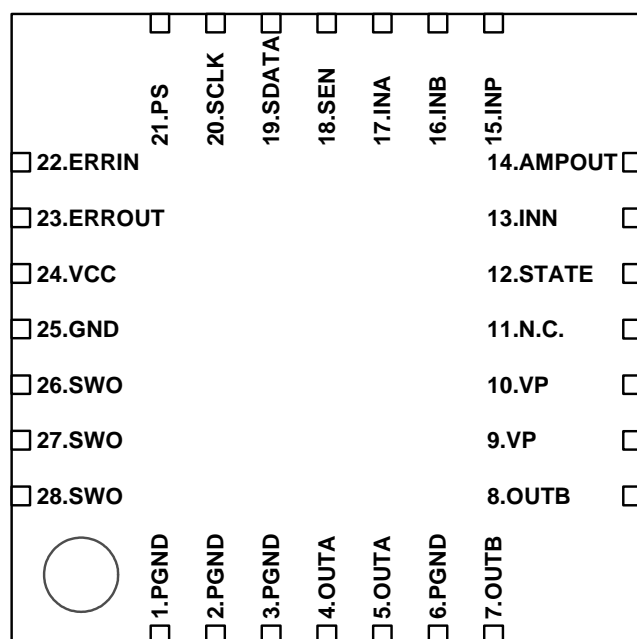 21.PS
20.SCLK
19.SDATA
18.SEN
17.INA
16.INB
15.INP
22.ERRIN
14.AMPOUT
23.ERROUT
13.INN
24.VCC
12.STATE
25.GND
11.N.C.
26.SWO
10.VP
27.SWO
9.VP
28.SWO
8.OUTB
1.PGND
2.PGND
3.PGND
4.OUTA
5.OUTA
6.PGND
7.OUTB